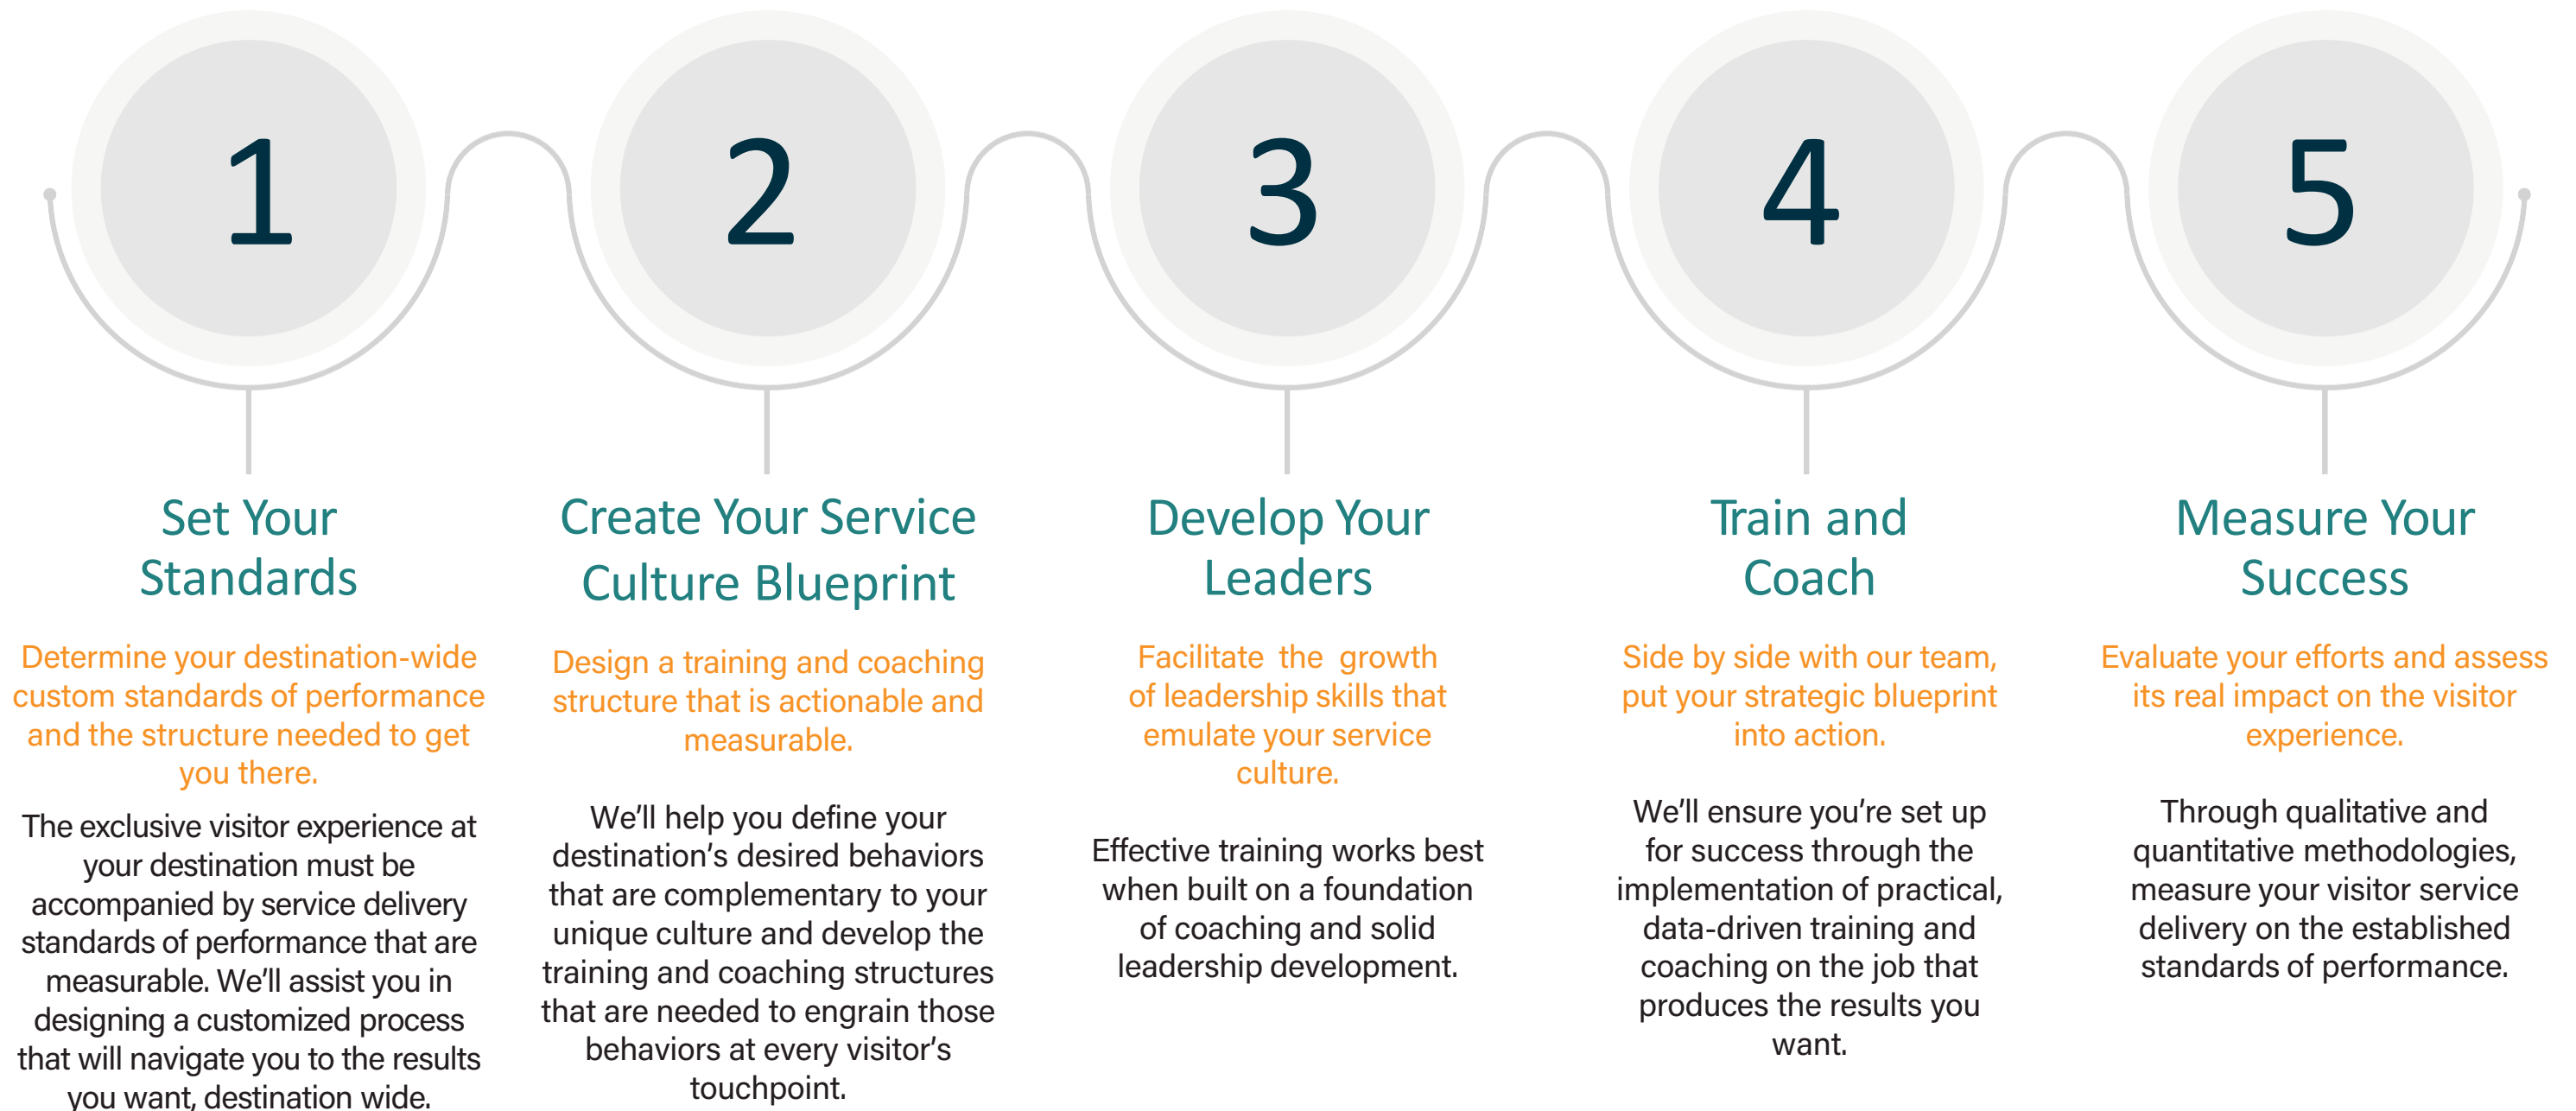 1
Set Your
Standards
Determine your destination-wide
custom standards of performance
and the structure needed to get
you there.
The exclusive visitor experience at
your destination must be
accompanied by service delivery
standards of performance that are
measurable. We'll assist you in
designing a customized process
that will navigate you to the results
you want, destination wide.
2
Create Your Service
Culture Blueprint
Design a training and coaching
structure that is actionable and
measurable.
We'll help you define your
destination's desired behaviors
that are complementary to your
unique culture and develop the
training and coaching structures
that are needed to engrain those
behaviors at every visitor's
touchpoint.
3
Develop Your
Leaders
Facilitate the growth
of leadership skills that
emulate your service
culture.
Effective training works best
when built on a foundation
of coaching and solid
leadership development.
4
Train and
Coach
Side by side with our team,
put your strategic blueprint
into action.
We'll ensure you're set up
for success through the
implementation of practical,
data-driven training and
coaching on the job that
produces the results you
want.
5
Measure Your
Success
Evaluate your efforts and assess
its real impact on the visitor
experience.
Through qualitative and
quantitative methodologies,
measure your visitor service
delivery on the established
standards of performance.